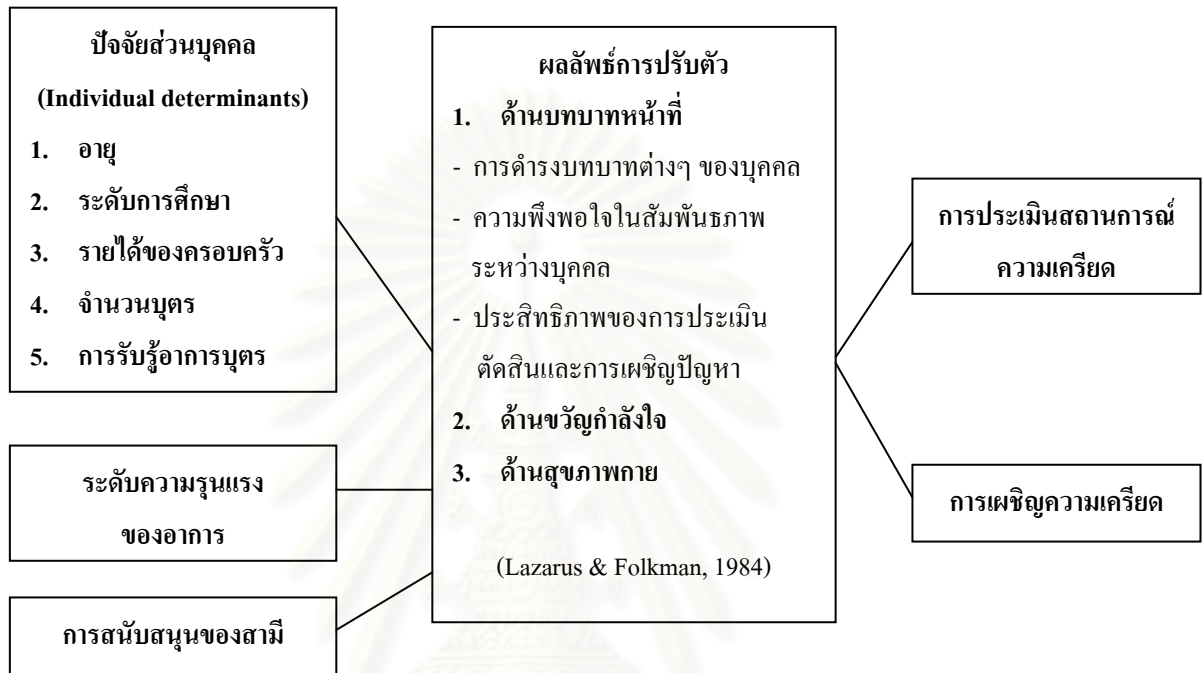 ปัจจัยส่วนบุคคล
(Individual determinants)
1. อายุ
2. ระดับการศึกษา
3. รายได้ของครอบครัว
4. จำนวนบุตร
5. การรับรู้อาการบุตร
ระดับความรุนแรง
ของอาการ
การสนับสนุนของสามี
ผลลัพธ์การปรับตัว
1. ด้านบทบาทหน้าที่
- การดำรงบทบาทต่างๆ ของบุคคล
- ความพึงพอใจในสัมพันธภาพ
ระหว่างบุคคล
- ประสิทธิภาพของการประเมิน
ตัดสินและการเผชิญปัญหา
2. ด้านขวัญกำลังใจ
3. ด้านสุขภาพกาย
(Lazarus & Folkman, 1984)
การประเมินสถานการณ์
ความเครียด
การเผชิญความเครียด